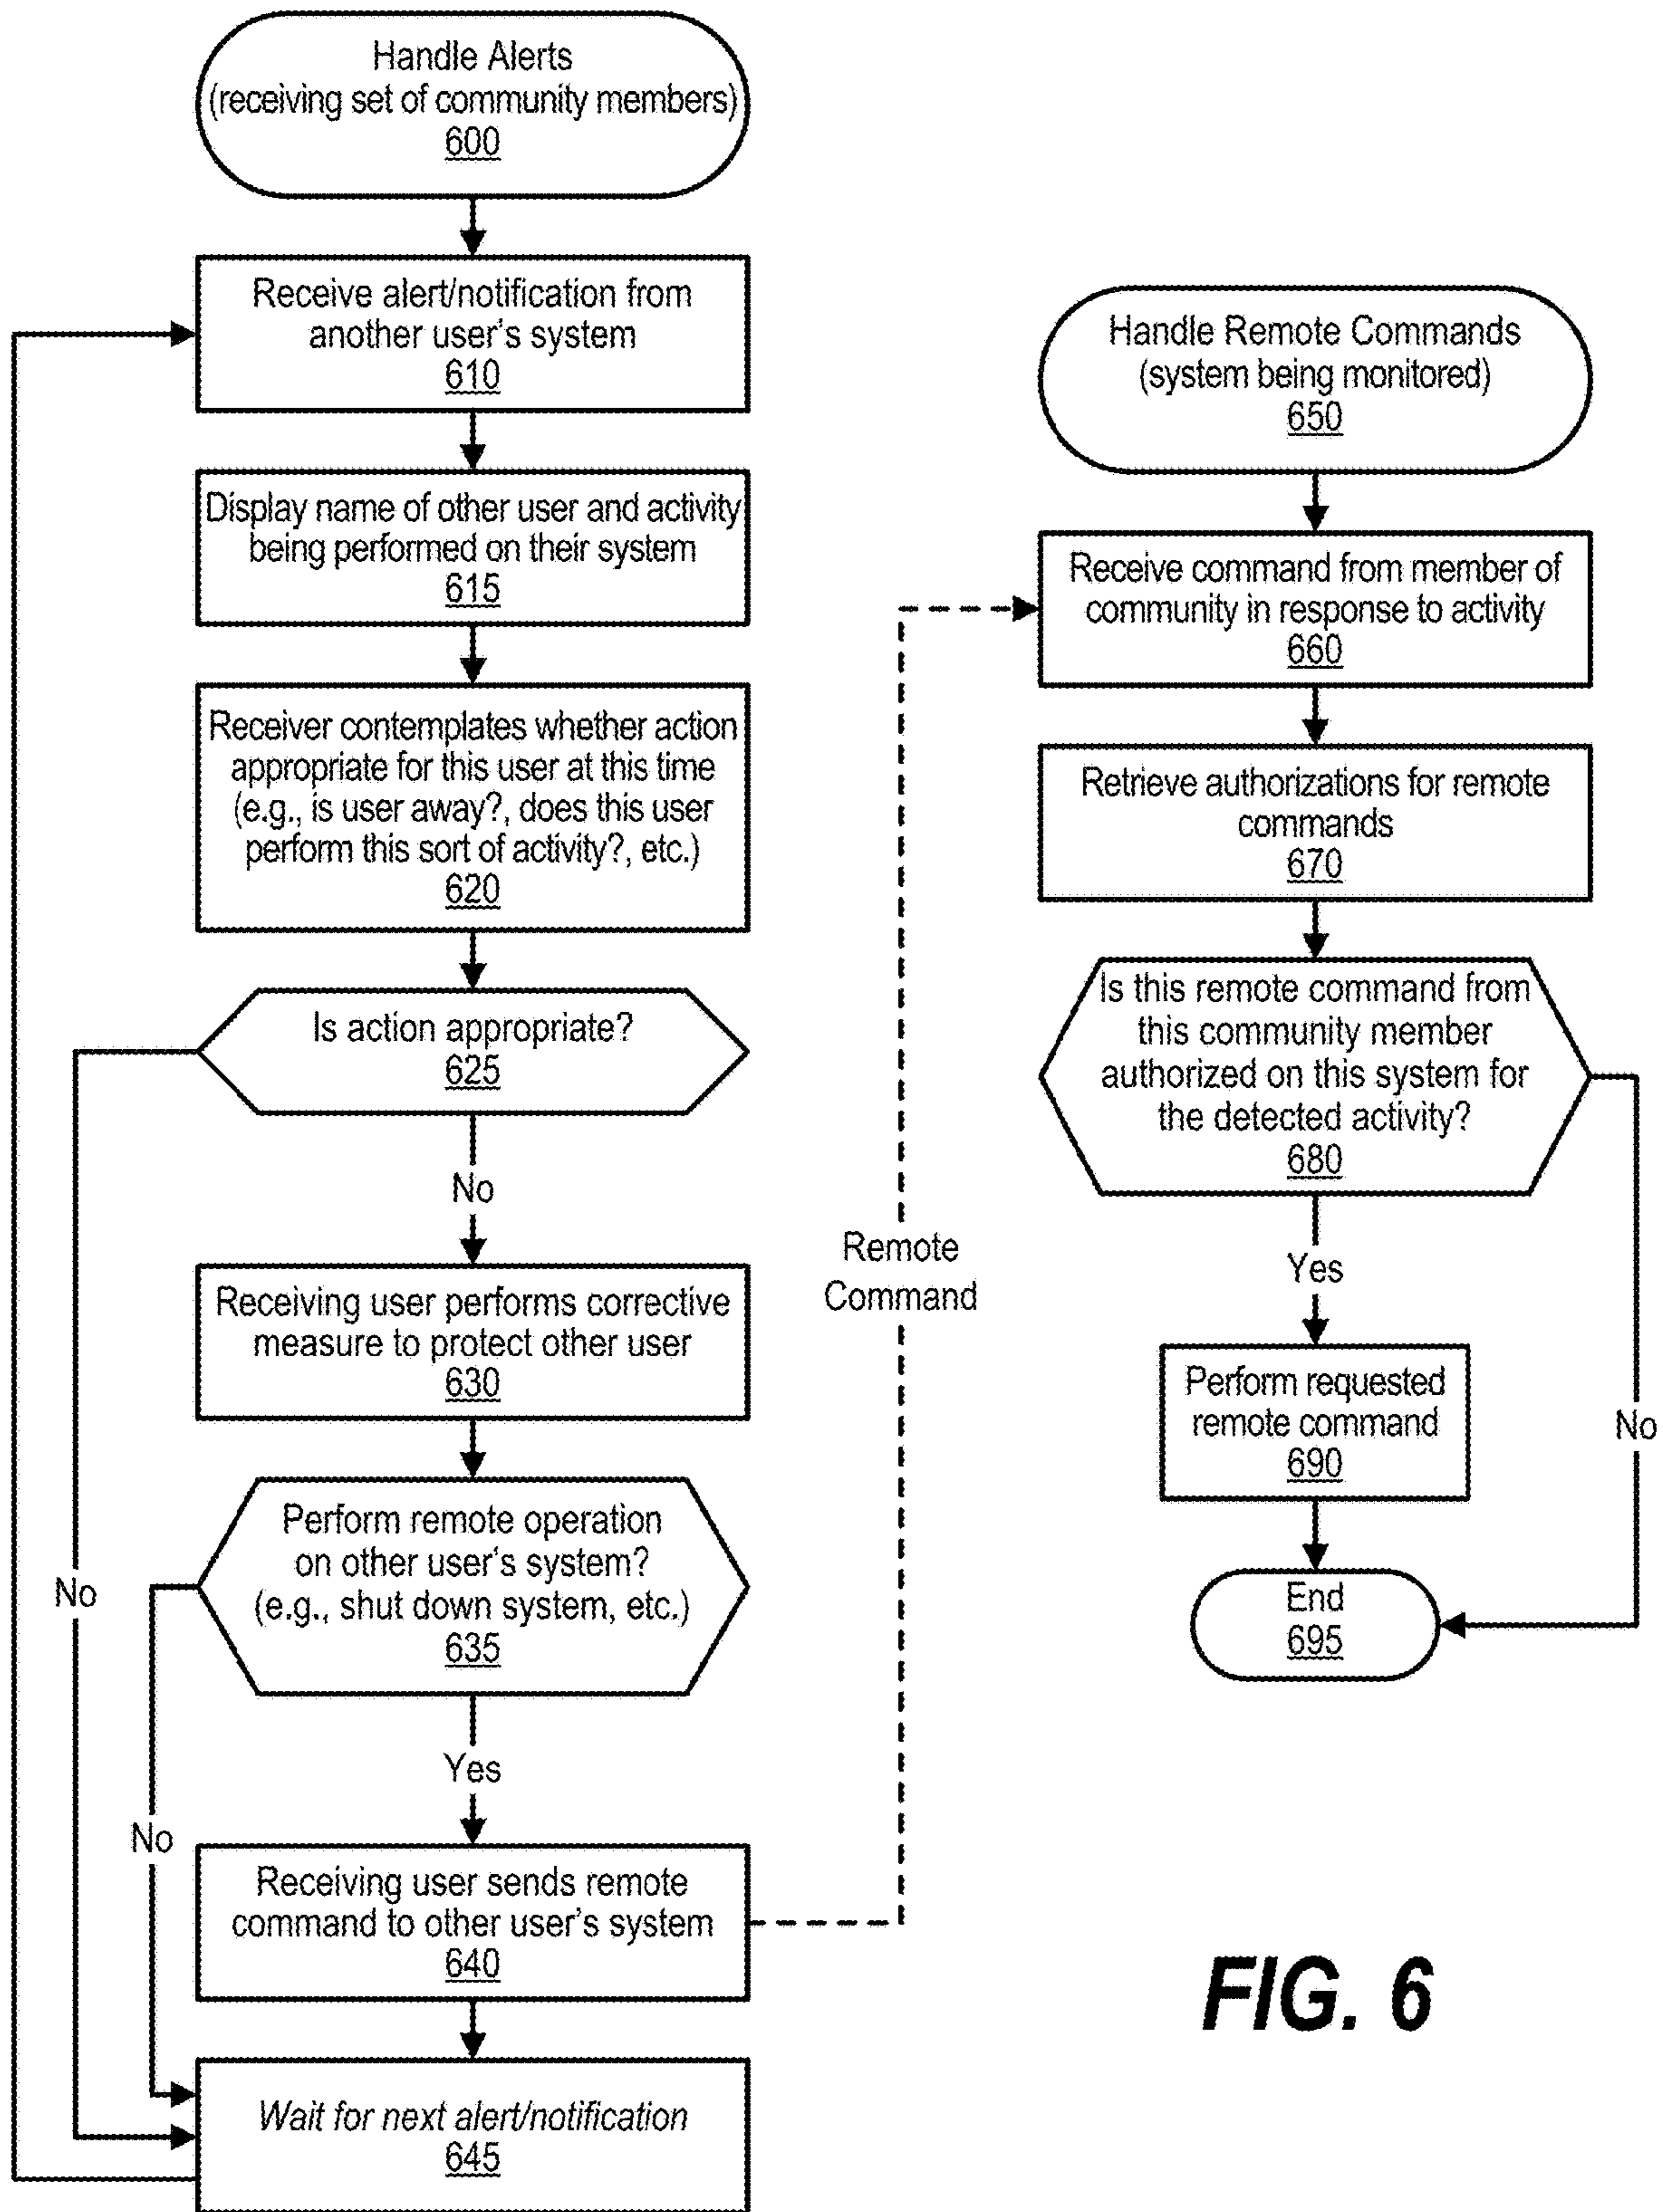 Handle Alerts
(receiving set of community members)
600
Receive alert/notification from
another user's system
610
Display name of other user and activity
being performed on their system
615
Receiver contemplates whether action
appropriate for this user at this time
(e.g., is user away?, does this user
perform this sort of activity?, etc.)
620
Is action appropriate?
625
No
No
Receiving user performs corrective
measure to protect other user
630
Perform remote operation
on other user's system?
(e.g., shut down system, etc.)
635
Yes
No
Receiving user sends remote
command to other user's system
640
Wait for next alert/notification
645
Remote
Command
Handle Remote Commands
(system being monitored)
650
Receive command from member of
community in response to activity
660
Retrieve authorizations for remote
commands
670
Is this remote command from
this community member
authorized on this system for
the detected activity?
680
Yes
No
Perform requested
remote command
690
End
695
FIG. 6